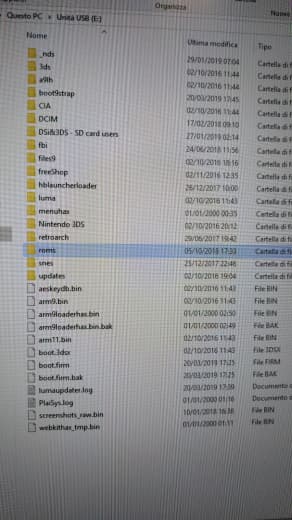 Organizza
Nuovo
Questo PC > Unità USB (E:)
Nome Ultima modifica Tipo
_nds 29/01/2019 07:04 Cartella di fi
3ds 02/10/2016 11:44 Cartella di fi
a9lh 02/10/2016 11:44 Cartella di fi
boot9strap 20/03/2019 17:45 Cartella di fi
CIA 02/10/2016 11:44 Cartella di fi
DCIM 17/02/2018 09:10 Cartella di fi
DSi&3DS - SD card users 27/01/2019 02:14 Cartella di fi
fbi 24/06/2018 11:56 Cartella di fi
files9 02/10/2016 18:16 Cartella di fi
freeShop 02/11/2016 12:35 Cartella di fi
hblauncherloader 26/12/2017 10:00 Cartella di fi
luma 02/10/2016 11:43 Cartella di fi
menuhax 01/01/2000 00:35 Cartella di fi
Nintendo 3DS 02/10/2016 20:12 Cartella di fi
retroarch 29/06/2017 19:42 Cartella di fi
roms 05/10/2018 17:33 Cartella di fi
snes 25/12/2017 22:46 Cartella di fi
updates 02/10/2016 19:04 Cartella di fi
aeskeydb.bin 02/10/2016 11:43 File BIN
arm9.bin 02/10/2016 11:43 File BIN
arm9loaderhax.bin 01/01/2000 02:50 File BIN
arm9loaderhax.bin.bak 01/01/2000 02:49 File BAK
arm11.bin 02/10/2016 11:43 File BIN
boot.3dsx 02/10/2016 11:43 File 3DSX
boot.firm 20/03/2019 17:25 File FIRM
boot.firm.bak 20/03/2019 17:25 File BAK
lumaupdater.log 20/03/2019 17:39 Documento d
PlaiSys.log 01/01/2000 01:16 Documento d
screenshots_raw.bin 10/01/2018 16:38 File BIN
webkithax_tmp.bin 01/01/2000 01:11 File BIN